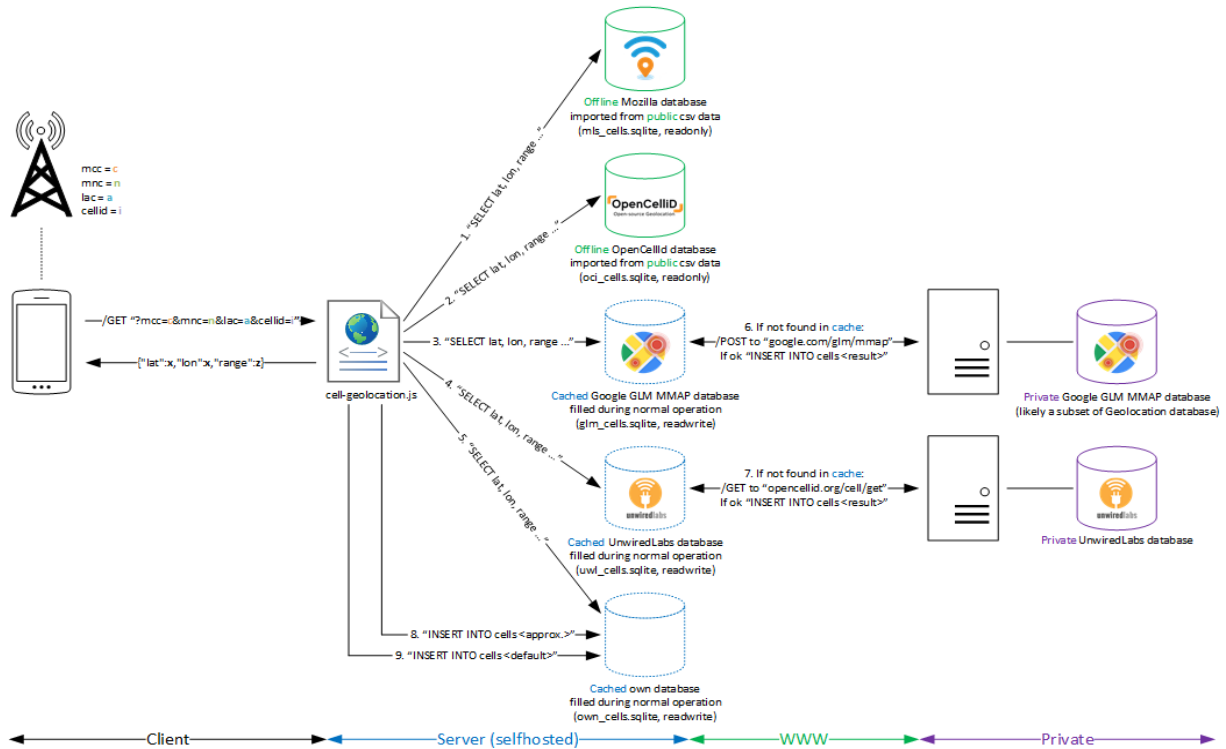 mcc = c
mnc = n
lac = a
cellid = i
/GET “?mcc=c&mnc=n&lac=a&cellid=i”
{"lat":x,"lon":x,"range":z}
cell-geolocation.js
1. “SELECT lat, lon, range ...”
2. “SELECT lat, lon, range ...”
3. “SELECT lat, lon, range ...”
4. “SELECT lat, lon, range ...”
5. “SELECT lat, lon, range ...”
8. “INSERT INTO cells <approx.>”
9. “INSERT INTO cells <default>”
Offline Mozilla database
imported from public csv data
(mls_cells.sqlite, readonly)
OpenCelliD
Open-source Geolocation
Offline OpenCellId database
imported from public csv data
(oci_cells.sqlite, readonly)
Cached Google GLM MMAP database
filled during normal operation
(glm_cells.sqlite, readwrite)
unwiredlabs
Cached UnwiredLabs database
filled during normal operation
(uwl_cells.sqlite, readwrite)
Cached own database
filled during normal operation
(own_cells.sqlite, readwrite)
6. If not found in cache:
/POST to “google.com/glm/mmap”
If ok “INSERT INTO cells <result>”
7. If not found in cache:
/GET to “opencellid.org/cell/get”
If ok “INSERT INTO cells <result>”
Private Google GLM MMAP database
(likely a subset of Geolocation database)
unwiredlabs
Private UnwiredLabs database
Client
Server (selfhosted)
WWW
Private